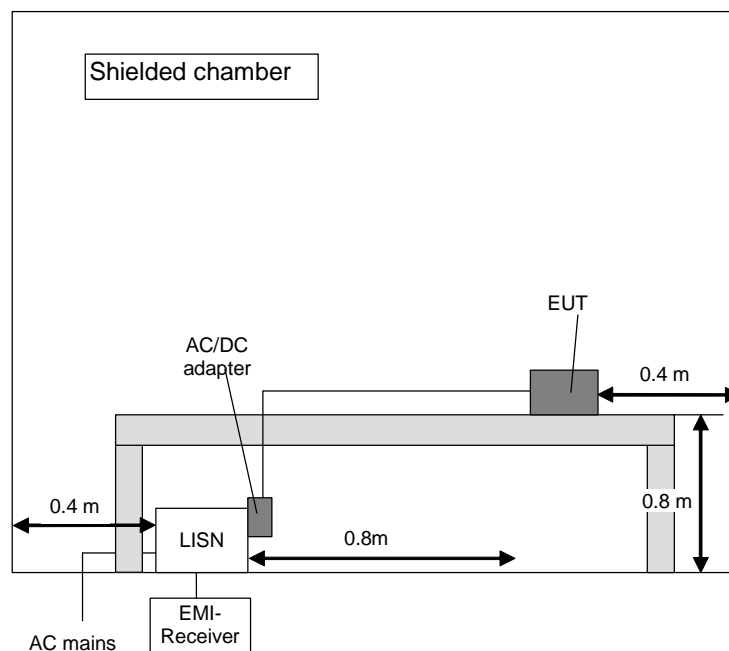 Shielded chamber
EUT
AC/DC
adapter
0.4 m
0.4 m
0.8 m
LISN
0.8m
EMI-
Receiver
AC mains